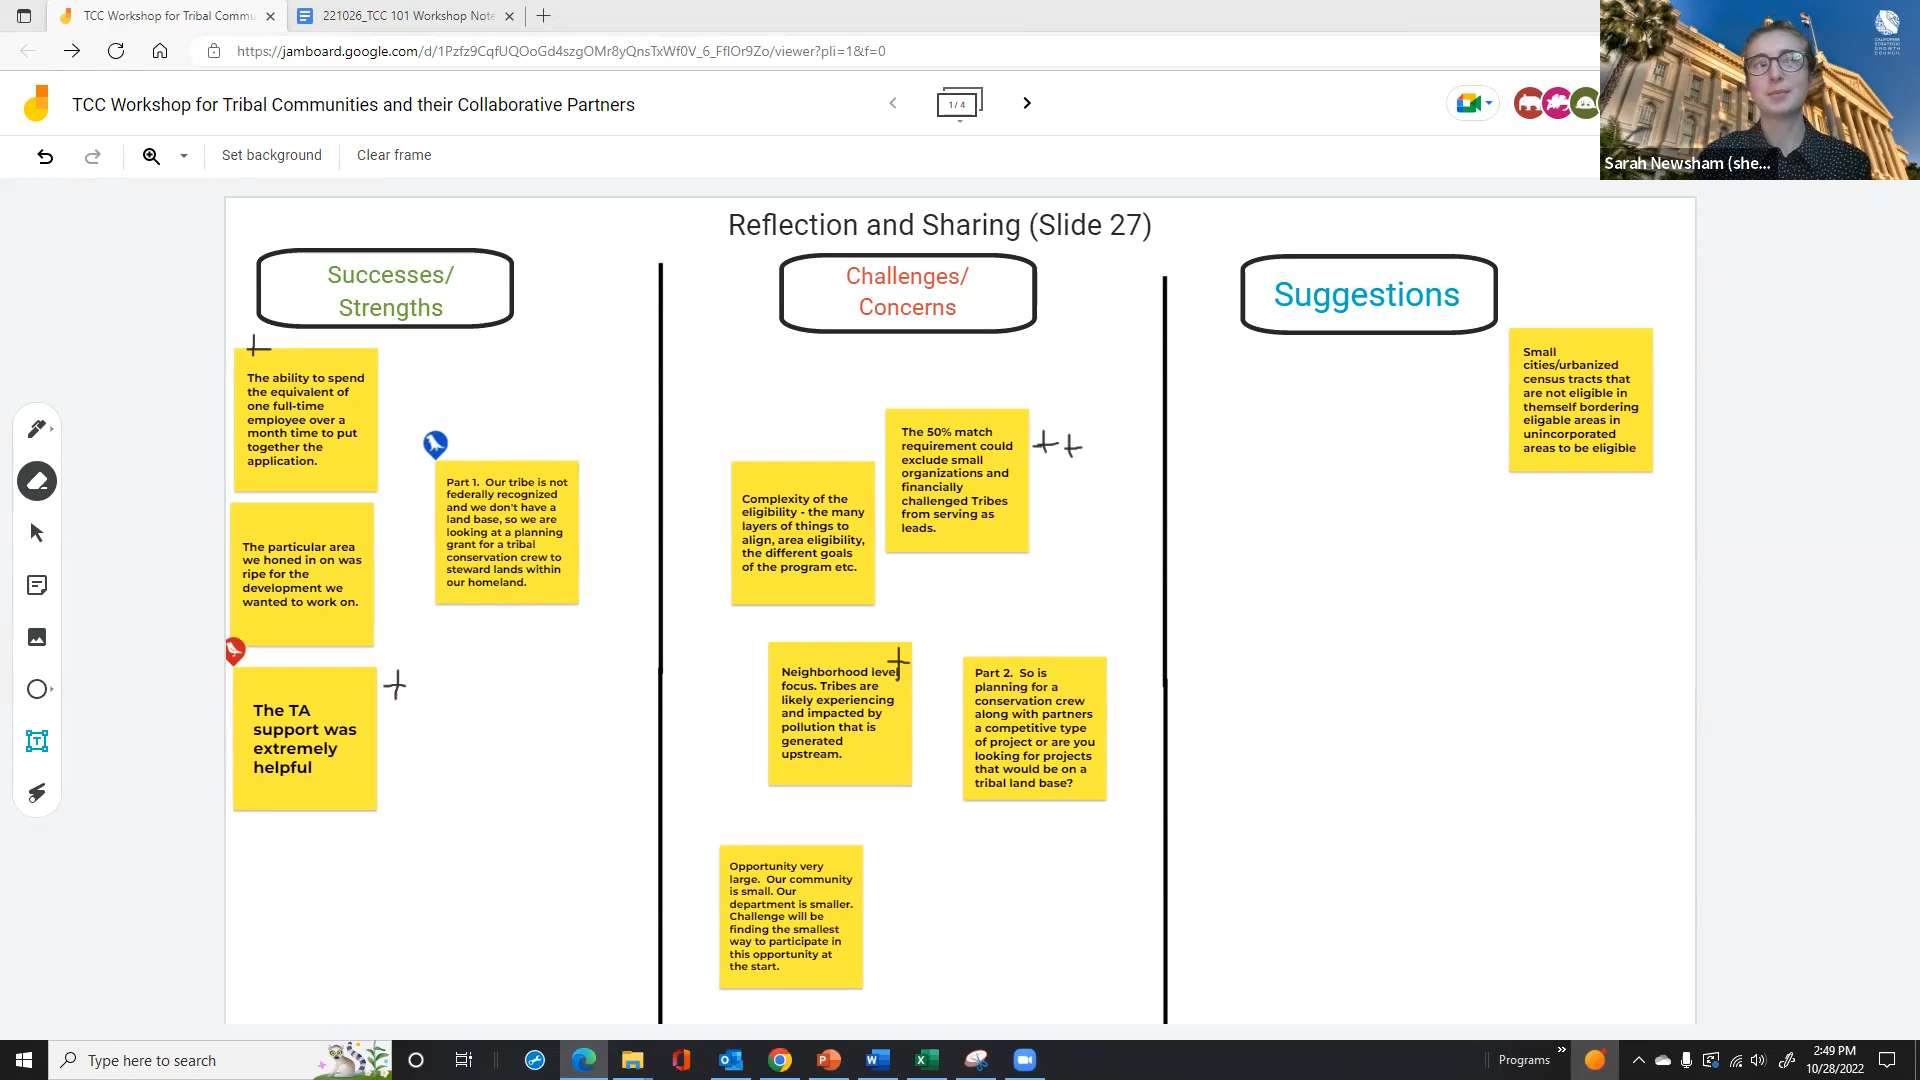 TCC Workshop for Tribal Commu
221026_TCC 101 Workshop Note
https://jamboard.google.com/d/1Pzfz9CqfUQOoGd4szgOMr8yQnsTxWf0V_6_FflOr9Zo/viewer?pli=1&f=0
TCC Workshop for Tribal Communities and their Collaborative Partners
1 / 4
Set background
Clear frame
CALIFORNIA
STRATEGIC
GROWTH
COUNCIL
Sarah Newsham (she...
Reflection and Sharing (Slide 27)
Successes/
Strengths
The ability to spend
the equivalent of
one full-time
employee over a
month time to put
together the
application.
The particular area
we honed in on was
ripe for the
development we
wanted to work on.
The TA
support was
extremely
helpful
Part 1. Our tribe is not
federally recognized
and we don't have a
land base, so we are
looking at a planning
grant for a tribal
conservation crew to
steward lands within
our homeland.
Challenges/
Concerns
The 50% match
requirement could
exclude small
organizations and
financially
challenged Tribes
from serving as
leads.
Complexity of the
eligibility - the many
layers of things to
align, area eligibility,
the different goals
of the program etc.
Neighborhood level
focus. Tribes are
likely experiencing
and impacted by
pollution that is
generated
upstream.
Part 2. So is
planning for a
conservation crew
along with partners
a competitive type
of project or are you
looking for projects
that would be on a
tribal land base?
Opportunity very
large. Our community
is small. Our
department is smaller.
Challenge will be
finding the smallest
way to participate in
this opportunity at
the start.
Suggestions
Small
cities/urbanized
census tracts that
are not eligible in
themself bordering
eligable areas in
unincorporated
areas to be eligible
Type here to search
Programs
2:49 PM
10/28/2022